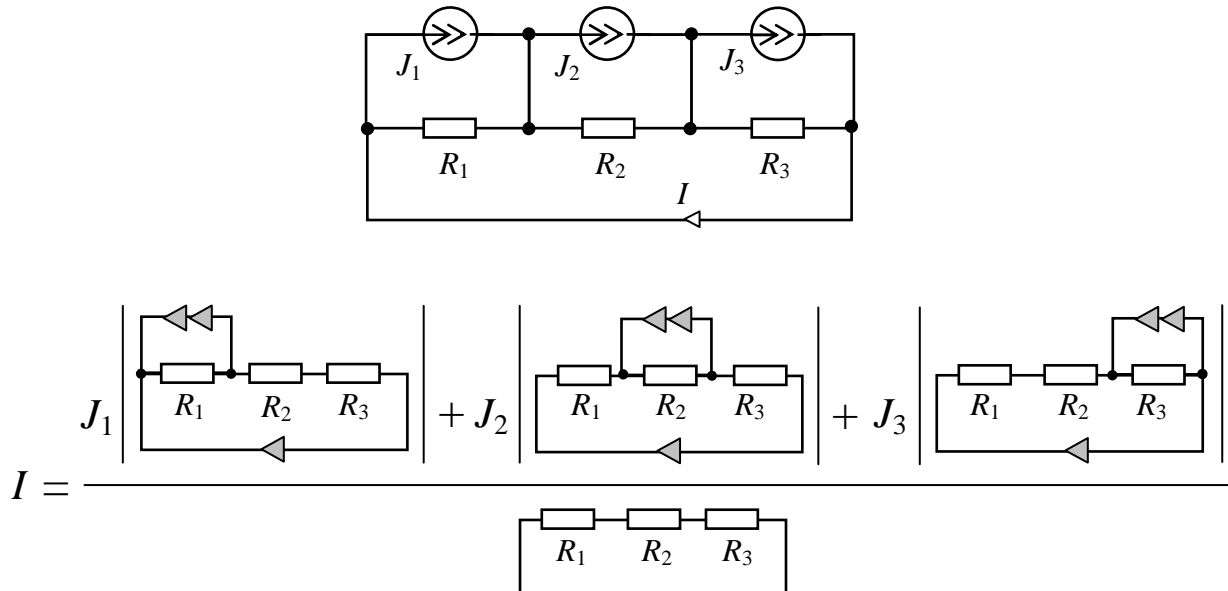 J1 J2 J3
R1 R2 R3
I
R1 R2 R3 R1 R2 R3 R1 R2 R3
I = J1 + J2 + J3
R1 R2 R3